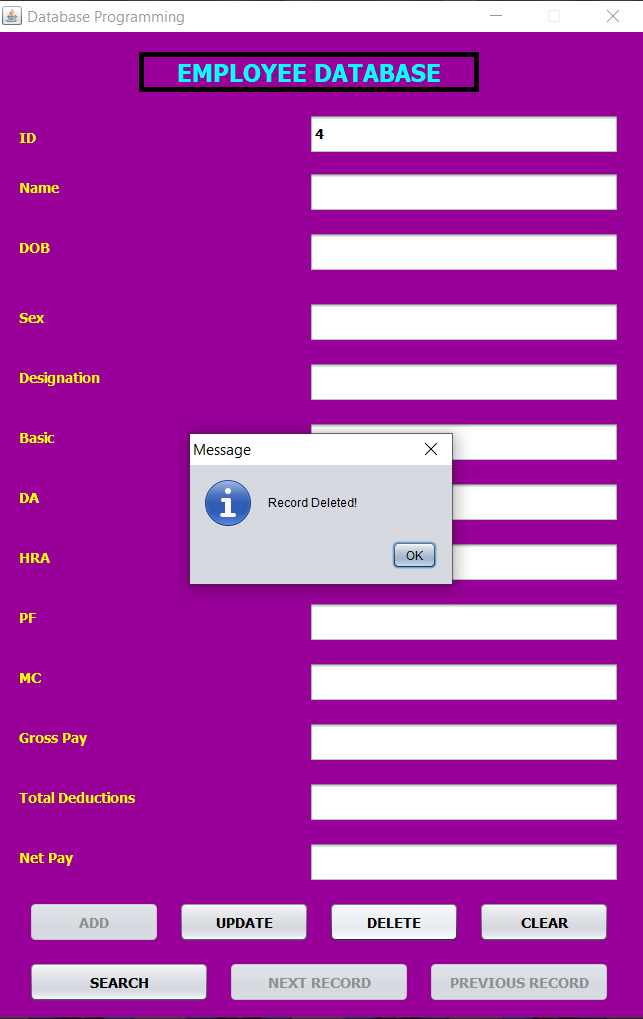 Database Programming
EMPLOYEE DATABASE
ID
4
Name
DOB
Sex
Designation
Basic
Message
DA
Record Deleted!
HRA
OK
PF
MC
Gross Pay
Total Deductions
Net Pay
ADD UPDATE DELETE CLEAR
SEARCH NEXT RECORD PREVIOUS RECORD